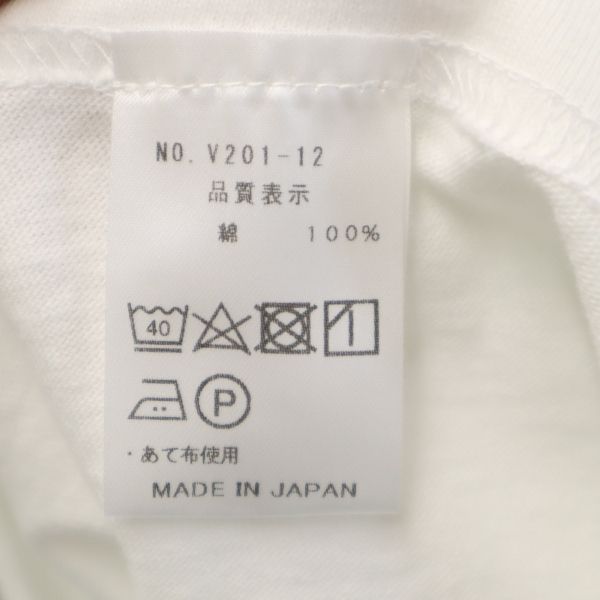 NO. V201-12
品質表示
綿 100%
40
P
・あて布使用
MADE IN JAPAN